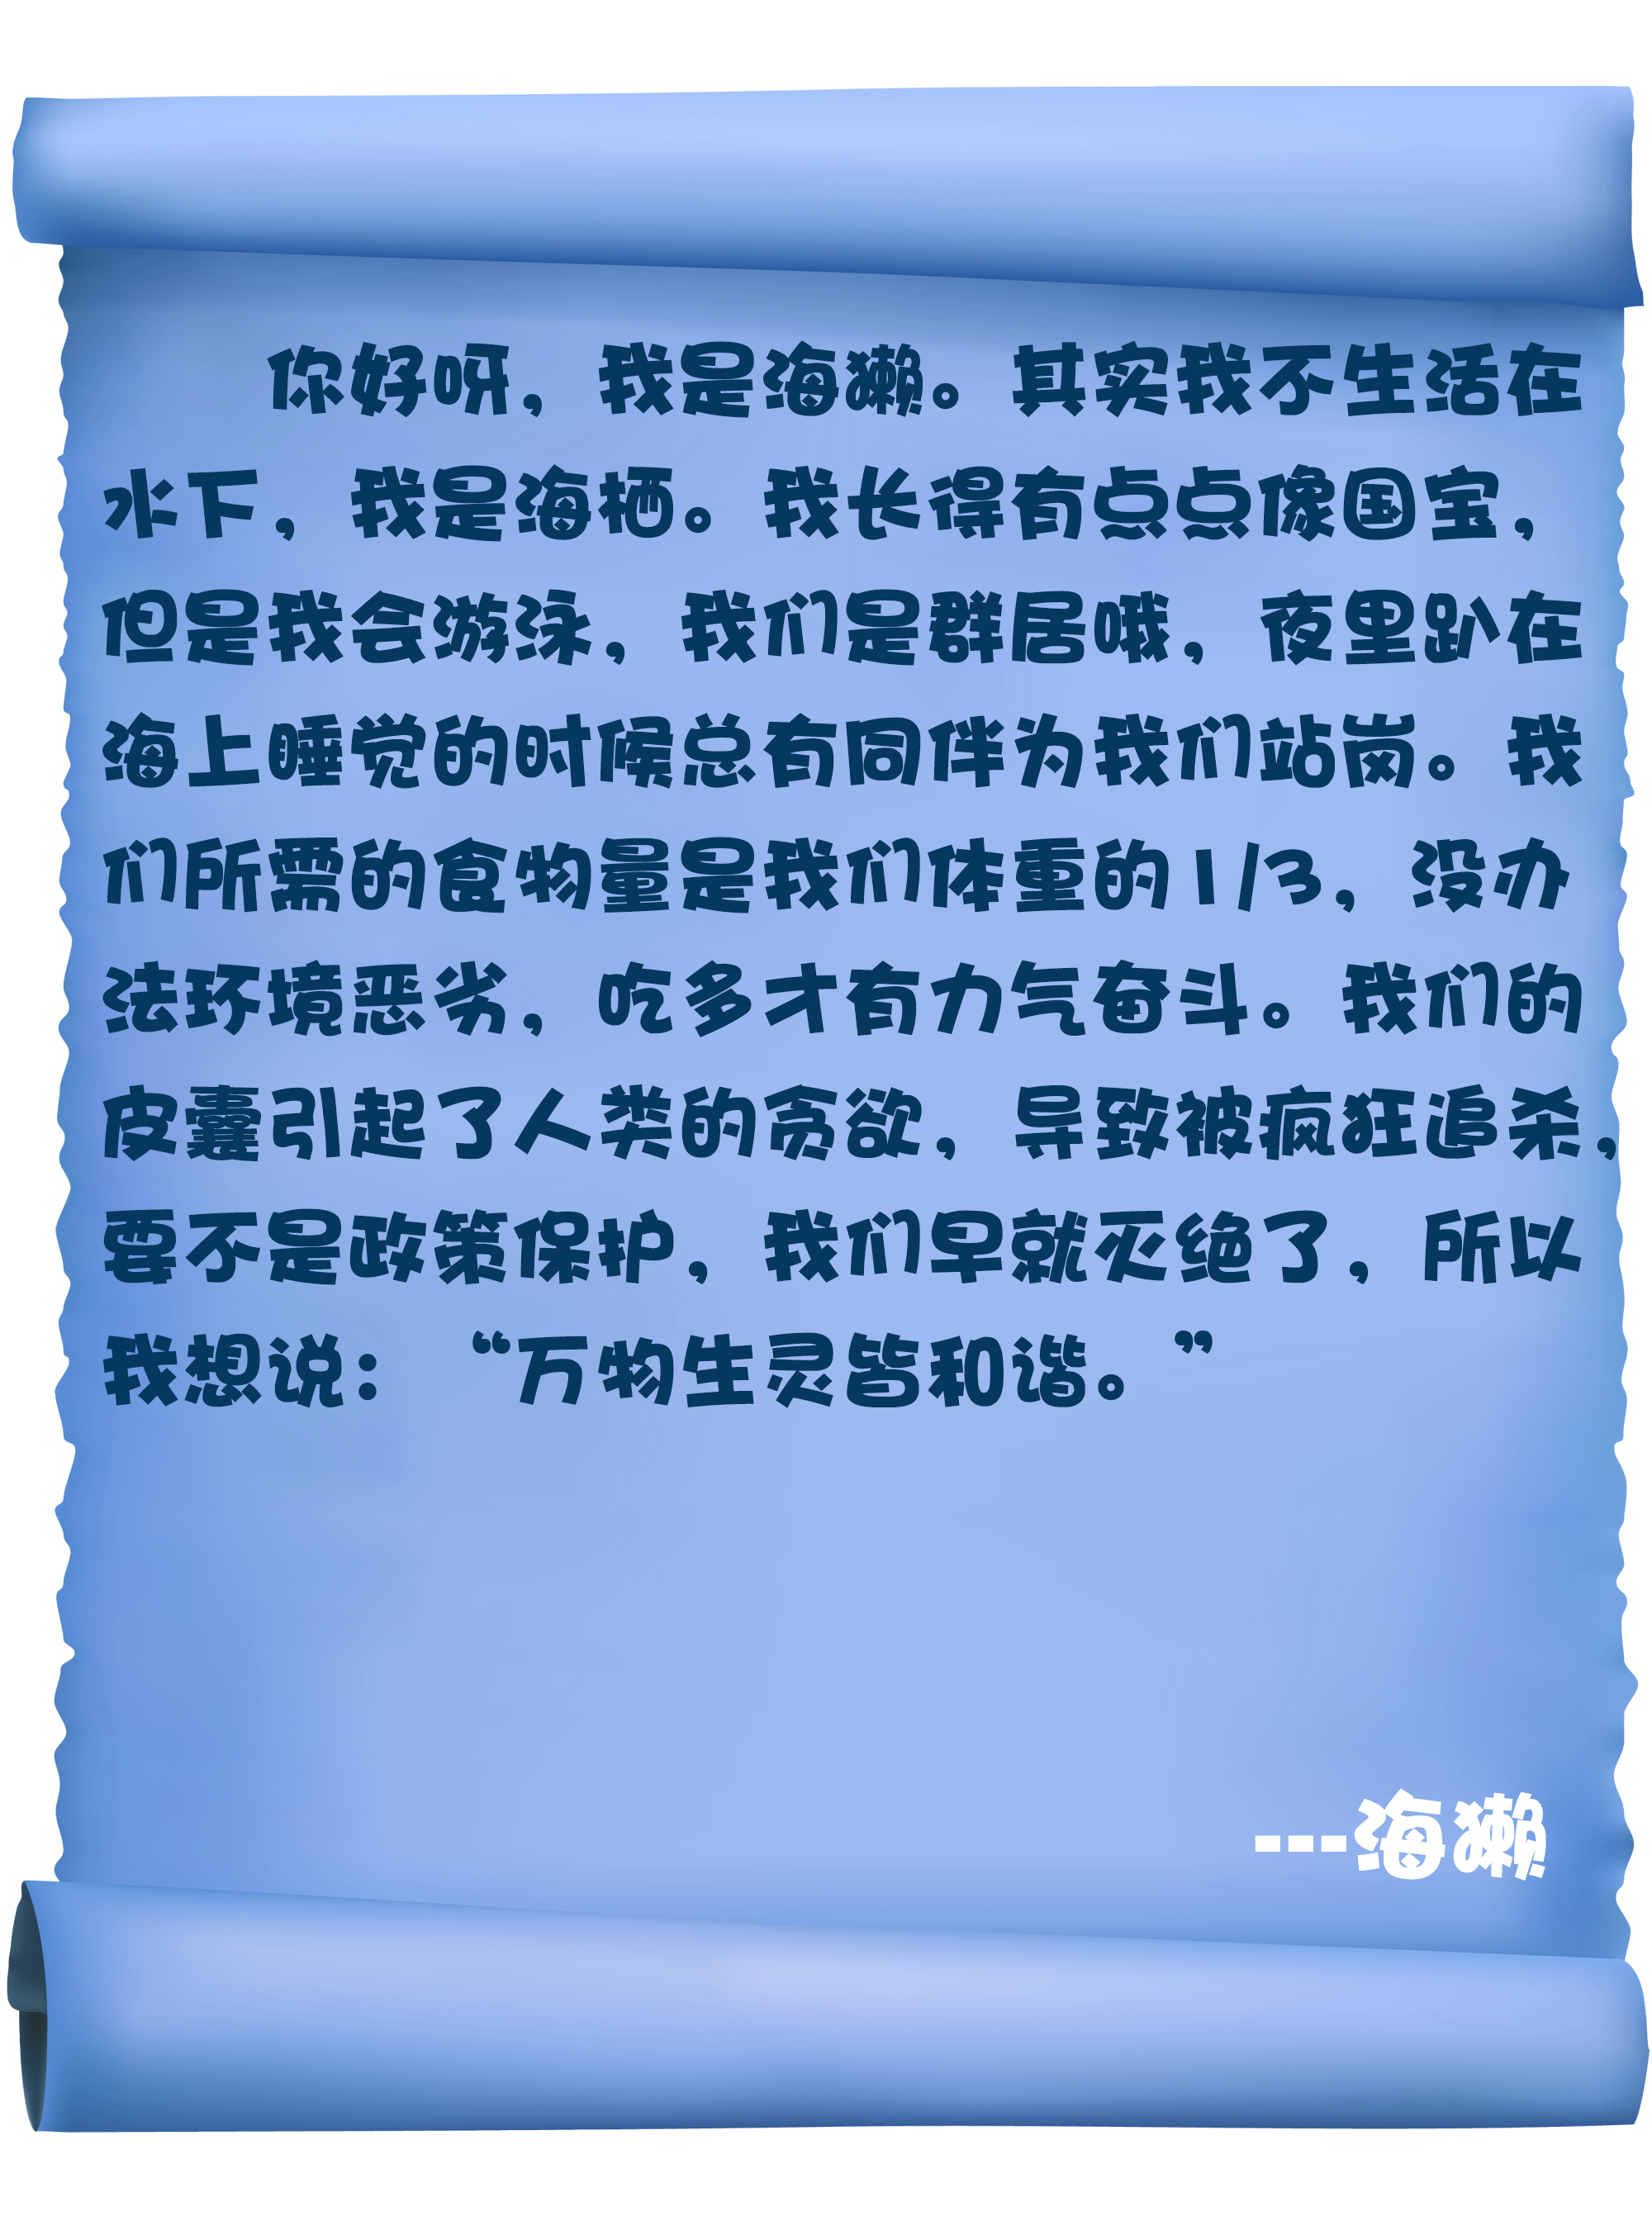 你好呀，我是海獭。其实我不生活在
水下，我是海栖。我长得有点点像国宝，
但是我会游泳，我们是群居哦，夜里趴在
海上睡觉的时候总有同伴为我们站岗。我
们所需的食物量是我们体重的1/3，没办
法环境恶劣，吃多才有力气奋斗。我们的
皮囊引起了人类的贪欲，导致被疯狂追杀，
要不是政策保护，我们早就灭绝了，所以
我想说：“万物生灵皆和谐。”
---海獭